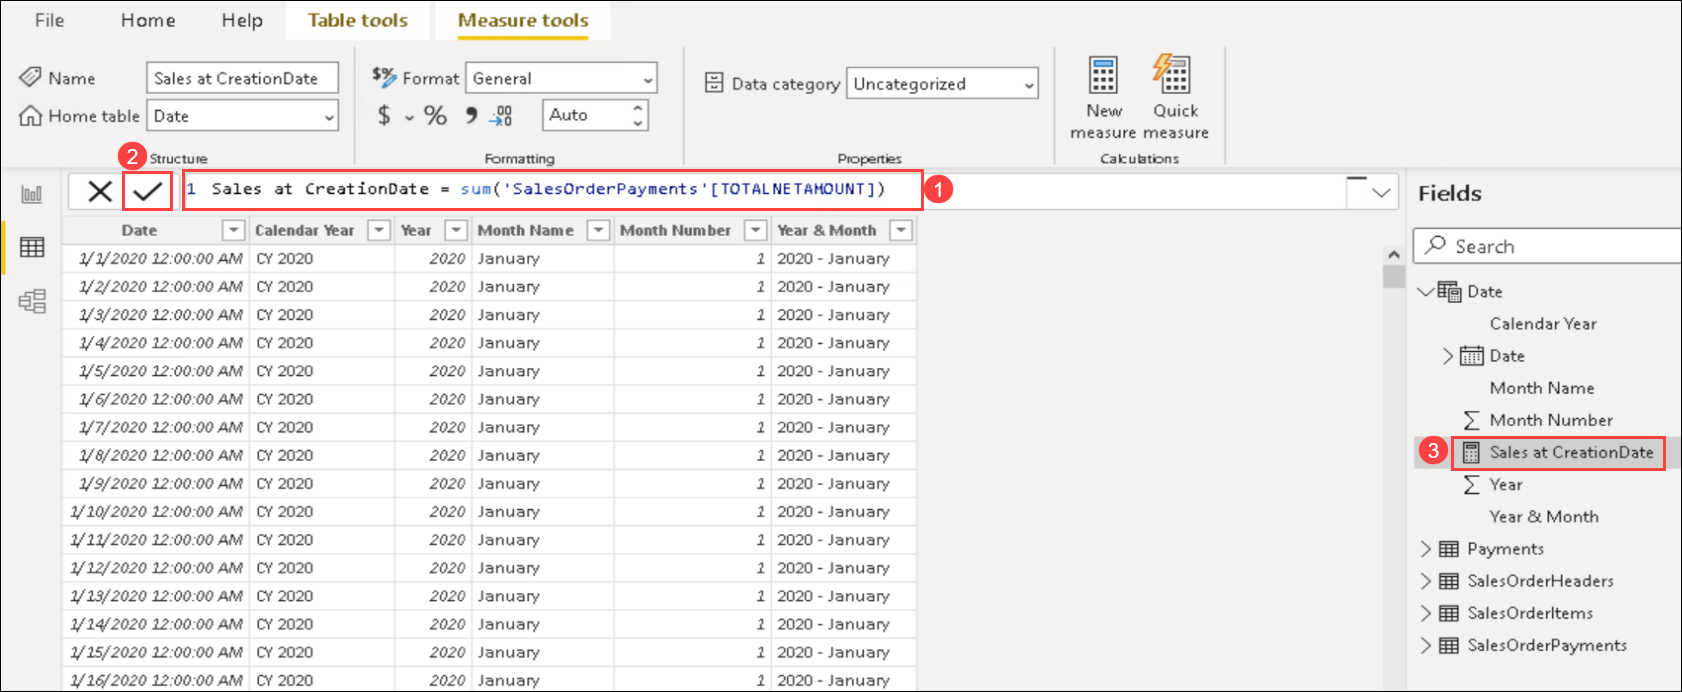 File Home Help Table tools Measure tools
Name Sales at CreationDate $% Format General Data category Uncategorized New measure Quick measure
Home table Date $ % 9 .00 Auto
Structure Formatting Properties Calculations
2
1 Sales at CreationDate = sum('SalesOrderPayments'[TOTALNETAMOUNT]) 1
Date Calendar Year Year Month Name Month Number Year & Month
1/1/2020 12:00:00 AM CY 2020 2020 January 1 2020 - January
1/2/2020 12:00:00 AM CY 2020 2020 January 1 2020 - January
1/3/2020 12:00:00 AM CY 2020 2020 January 1 2020 - January
1/4/2020 12:00:00 AM CY 2020 2020 January 1 2020 - January
1/5/2020 12:00:00 AM CY 2020 2020 January 1 2020 - January
1/6/2020 12:00:00 AM CY 2020 2020 January 1 2020 - January
1/7/2020 12:00:00 AM CY 2020 2020 January 1 2020 - January
1/8/2020 12:00:00 AM CY 2020 2020 January 1 2020 - January
1/9/2020 12:00:00 AM CY 2020 2020 January 1 2020 - January
1/10/2020 12:00:00 AM CY 2020 2020 January 1 2020 - January
1/11/2020 12:00:00 AM CY 2020 2020 January 1 2020 - January
1/12/2020 12:00:00 AM CY 2020 2020 January 1 2020 - January
1/13/2020 12:00:00 AM CY 2020 2020 January 1 2020 - January
1/14/2020 12:00:00 AM CY 2020 2020 January 1 2020 - January
1/15/2020 12:00:00 AM CY 2020 2020 January 1 2020 - January
1/16/2020 12:00:00 AM CY 2020 2020 January 1 2020 - January
Fields
Search
Date
Calendar Year
Date
Month Name
Month Number
3 Sales at CreationDate
Year
Year & Month
Payments
SalesOrderHeaders
SalesOrderItems
SalesOrderPayments